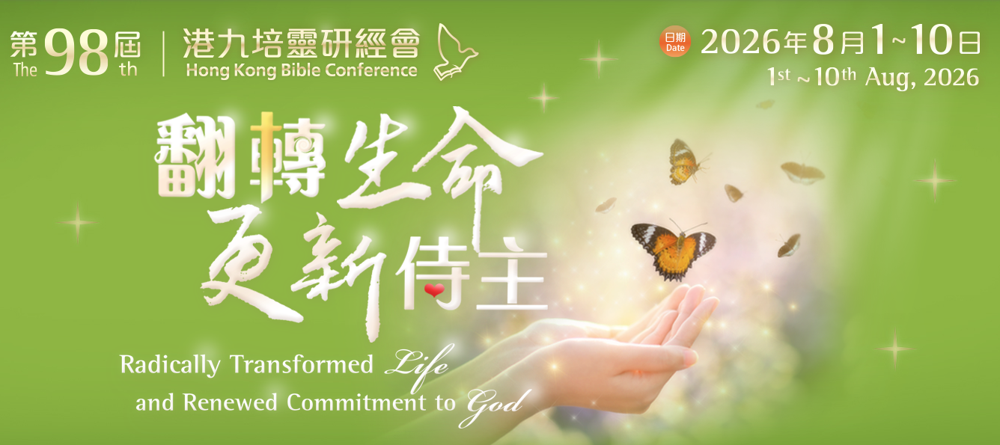 第98屆
The 98th
港九培靈研經會
Hong Kong Bible Conference
日期
Date
2026年8月1~10日
1st ~ 10th Aug, 2026
翻轉生命
更新侍主
Radically Transformed Life
and Renewed Commitment to God